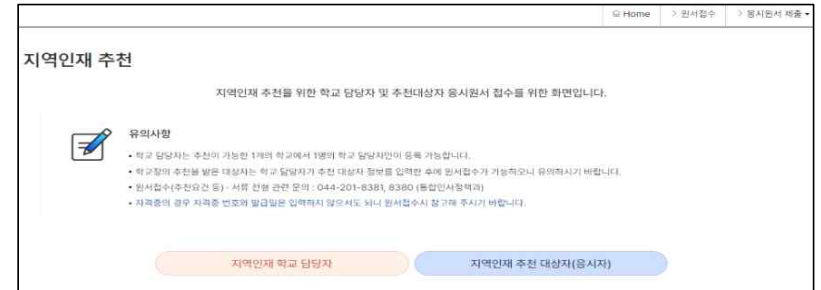 Home > 원서접수 > 응시원서 제출
지역인재 추천
지역인재 추천을 위한 학교 담당자 및 추천대상자 응시원서 접수를 위한 화면입니다.
유의사항
• 학교 담당자는 추천이 가능한 1개의 학교에서 1명의 학교 담당자만이 등록 가능합니다.
• 학교장의 추천을 받은 대상자는 학교 담당자가 추천 대상자 정보를 입력한 후에 원서접수가 가능하오니 유의하시기 바랍니다.
• 원서접수(추천요건 등) - 서류 전형 관련 문의 : 044-201-8381, 8380 (통합인사정책과)
• 자격증의 경우 자격증 번호와 발급일은 입력하지 않으셔도 되니 원서접수시 참고해 주시기 바랍니다.
지역인재 학교 담당자
지역인재 추천 대상자(응시자)